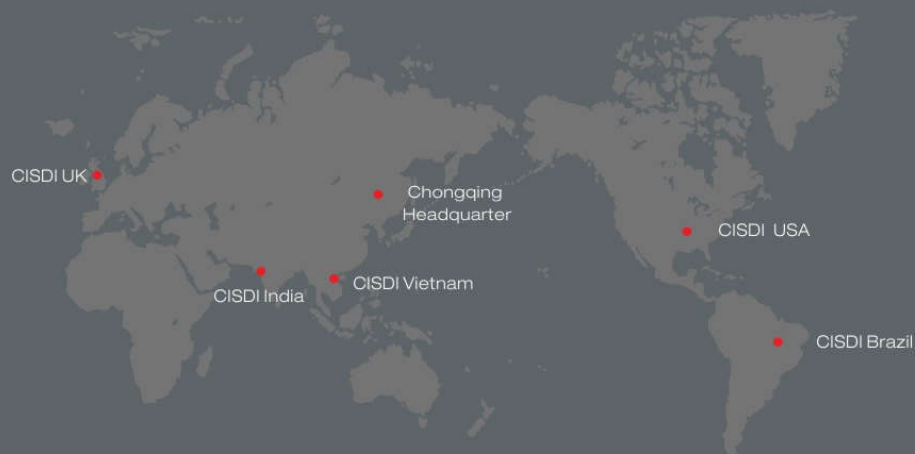 CISDI UK
Chongqing
Headquarter
CISDI USA
CISDI Vietnam
CISDI India
CISDI Brazil